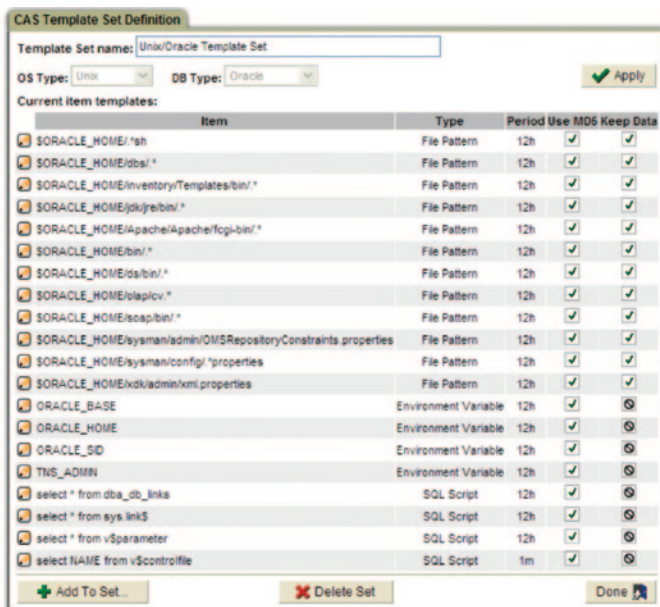 CAS Template Set Definition
Template Set name: Unix/Oracle Template Set
OS Type: Unix DB Type: Oracle Apply
Current item templates:
Item Type Period Use MD5 Keep Data
$ORACLE_HOME/.*sh File Pattern 12h
$ORACLE_HOME/dbs/.* File Pattern 12h
$ORACLE_HOME/inventory/Templates/bin/.* File Pattern 12h
$ORACLE_HOME/jdk/jre/bin/.* File Pattern 12h
$ORACLE_HOME/Apache/Apache/fcgi-bin/.* File Pattern 12h
$ORACLE_HOME/bin/.* File Pattern 12h
$ORACLE_HOME/ds/bin/.* File Pattern 12h
$ORACLE_HOME/olap/cv.* File Pattern 12h
$ORACLE_HOME/soap/bin/.* File Pattern 12h
$ORACLE_HOME/sysman/admin/OMSRepositoryConstraints.properties File Pattern 12h
$ORACLE_HOME/sysman/config/.*properties File Pattern 12h
$ORACLE_HOME/xdk/admin/xml.properties File Pattern 12h
ORACLE_BASE Environment Variable 12h
ORACLE_HOME Environment Variable 12h
ORACLE_SID Environment Variable 12h
TNS_ADMIN Environment Variable 12h
select * from dba_db_links SQL Script 12h
select * from sys.link$ SQL Script 12h
select * from v$parameter SQL Script 12h
select NAME from v$controlfile SQL Script 1m
Add To Set... Delete Set Done